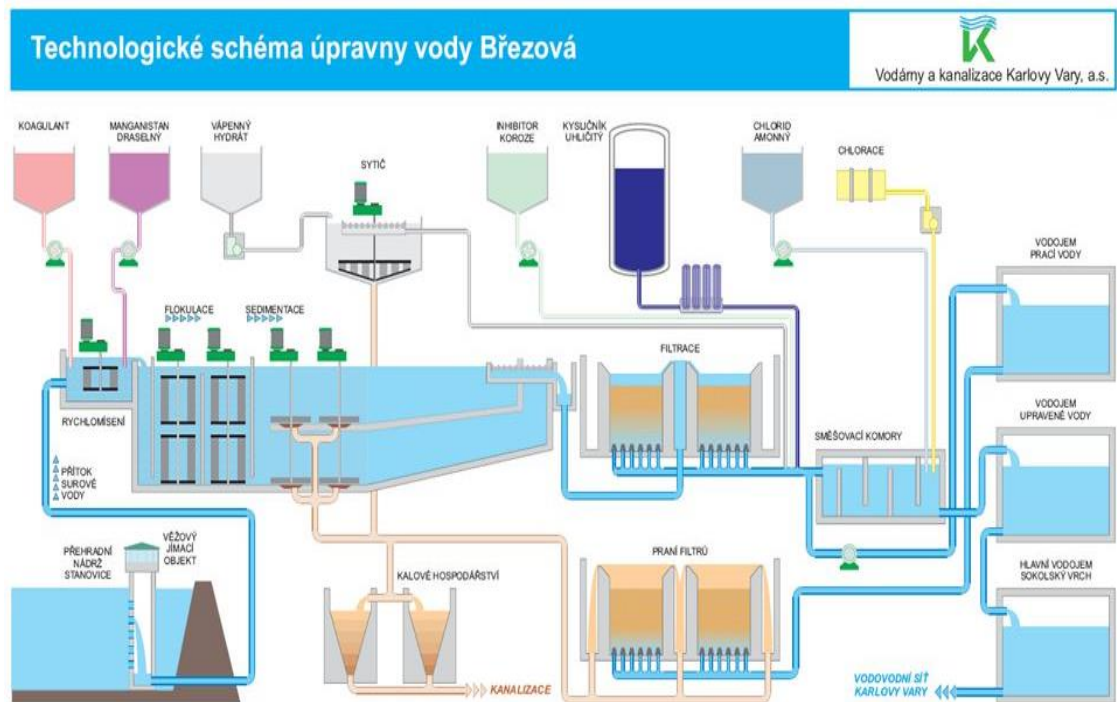 Technologické schéma úpravny vody Březová
Vodárny a kanalizace Karlovy Vary, a.s.
KOAGULANT
MANGANISTAN
DRASELNÝ
VÁPENNÝ
HYDRÁT
SYTIČ
INHIBITOR
KOROZE
KYSLIČNÍK
UHLIČITÝ
CHLORID
AMONNÝ
CHLORACE
VODOJEM
PRACÍ VODY
FLOKULACE
SEDIMENTACE
FILTRACE
RYCHLOMÍSENÍ
SMĚŠOVACÍ KOMORY
VODOJEM
UPRAVENÉ VODY
PŘÍTOK
SUROVÉ
VODY
PŘEHRADNÍ
NÁDRŽ
STANOVICE
VĚŽOVÝ
JÍMACÍ
OBJEKT
KALOVÉ HOSPODÁŘSTVÍ
PRANÍ FILTRŮ
HLAVNÍ VODOJEM
SOKOLSKÝ VRCH
KANALIZACE
VODOVODNÍ SÍŤ
KARLOVY VARY